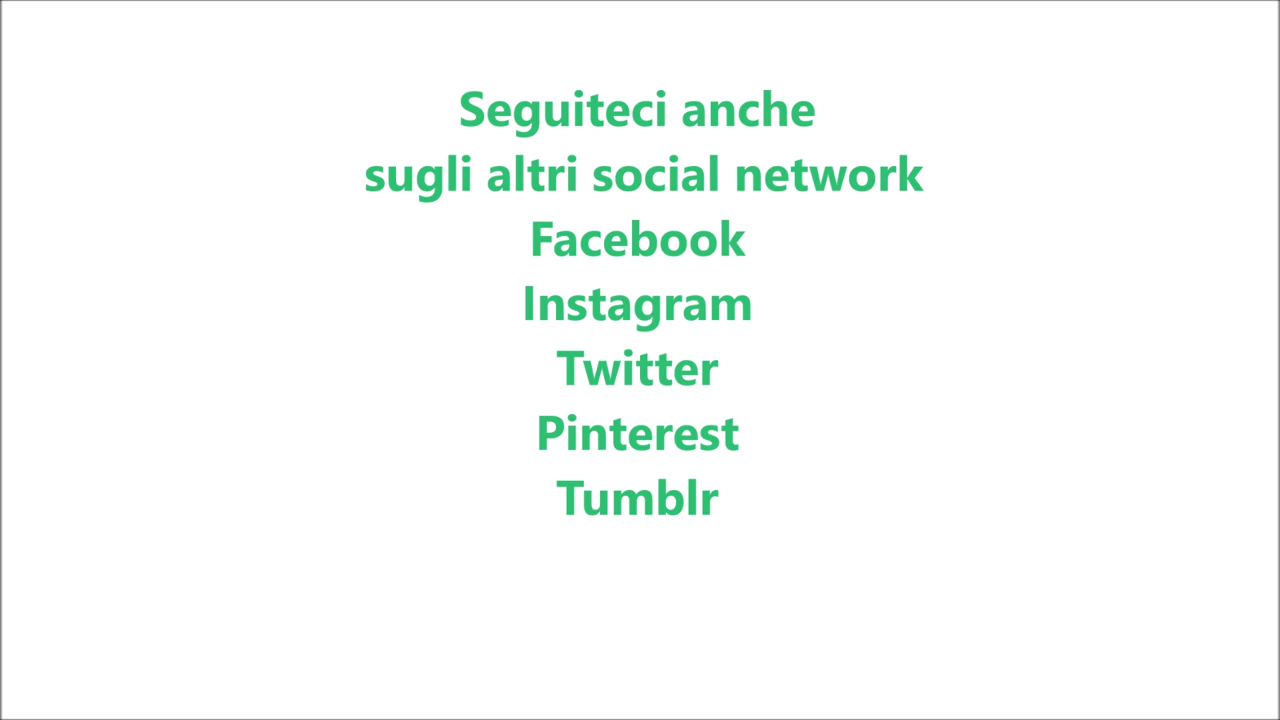 Seguiteci anche
sugli altri social network
Facebook
Instagram
Twitter
Pinterest
Tumblr